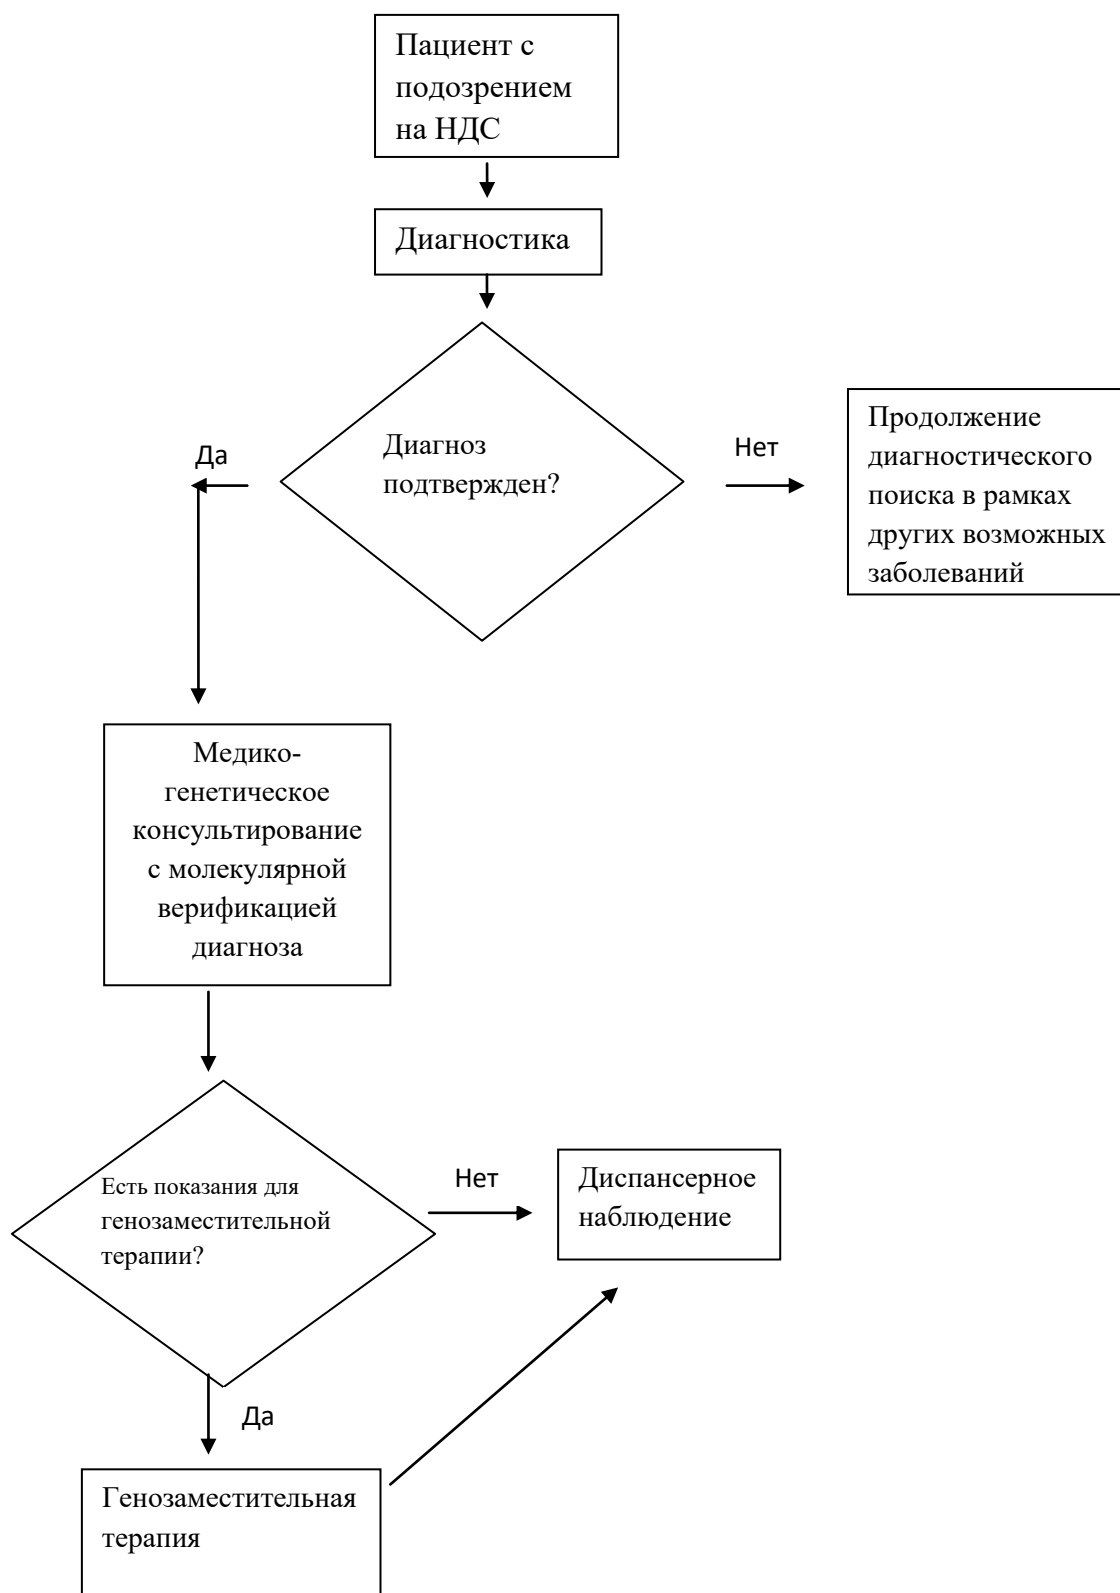 Пациент с
подозрением
на НДС
Диагностика
Диагноз
подтвержден?
Да
Нет
Продолжение
диагностического
поиска в рамках
других возможных
заболеваний
Медико-
генетическое
консультирование
с молекулярной
верификацией
диагноза
Есть показания для
генозаместительной
терапии?
Нет
Диспансерное
наблюдение
Да
Генозаместительная
терапия